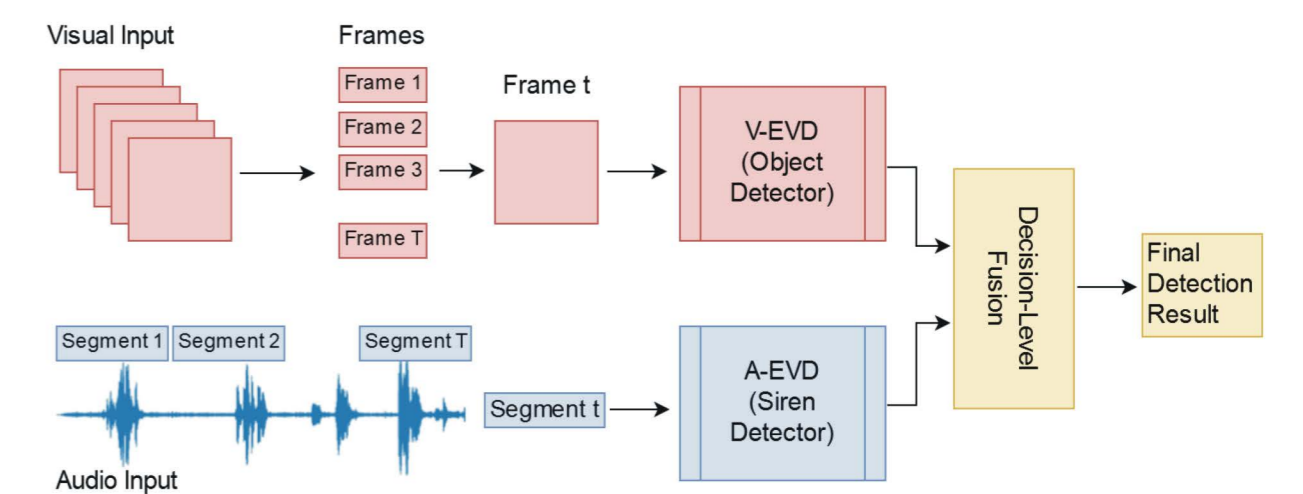 Visual Input
Frames
Frame 1
Frame 2
Frame 3
Frame T
Frame t
V-EVD
(Object
Detector)
Segment 1
Segment 2
Segment T
Audio Input
Segment t
A-EVD
(Siren
Detector)
Decision-Level
Fusion
Final
Detection
Result